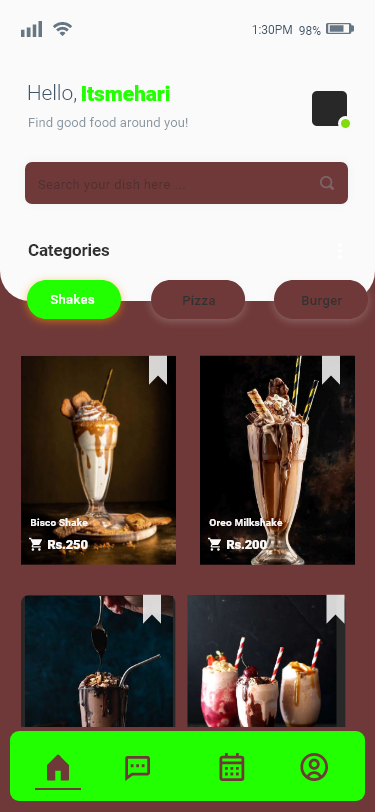 1:30PM 98%
Hello, Itsmehari
Find good food around you!
Search your dish here ...
Categories
Shakes Pizza Burger
Bisco Shake Oreo Milkshake
Rs.250 Rs.200